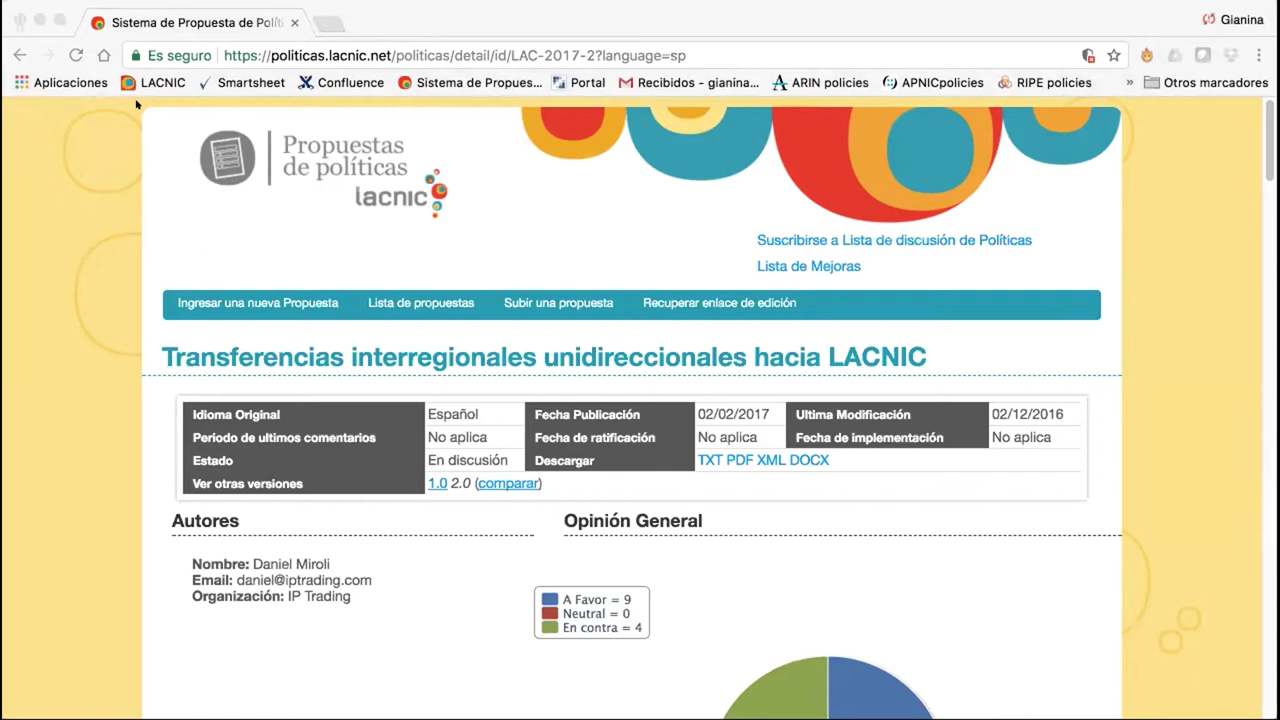 Sistema de Propuesta de Políti
Gianina
Es seguro https://politicas.lacnic.net/politicas/detail/id/LAC-2017-2?language=sp
Aplicaciones LACNIC Smartsheet Confluence Sistema de Propues... Portal Recibidos - gianina... ARIN policies APNICpolicies RIPE policies » Otros marcadores
Propuestas
de políticas
lacnic
Suscribirse a Lista de discusión de Políticas
Lista de Mejoras
Ingresar una nueva Propuesta Lista de propuestas Subir una propuesta Recuperar enlace de edición
Transferencias interregionales unidireccionales hacia LACNIC
Idioma Original Español Fecha Publicación 02/02/2017 Ultima Modificación 02/12/2016
Periodo de ultimos comentarios No aplica Fecha de ratificación No aplica Fecha de implementación No aplica
Estado En discusión Descargar TXT PDF XML DOCX
Ver otras versiones 1.0 2.0 (comparar)
Autores Opinión General
Nombre: Daniel Miroli
Email: daniel@iptrading.com
Organización: IP Trading
A Favor = 9
Neutral = 0
En contra = 4